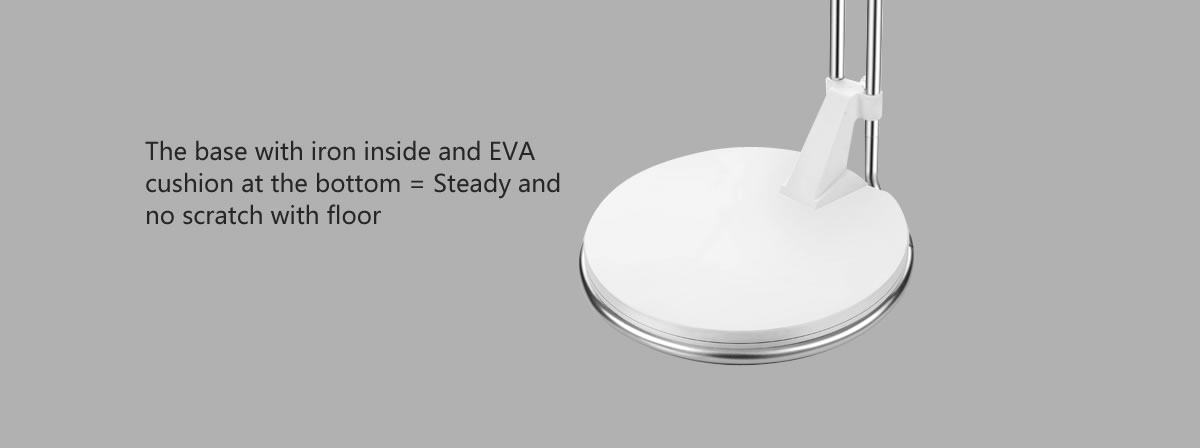 The base with iron inside and EVA
cushion at the bottom = Steady and
no scratch with floor